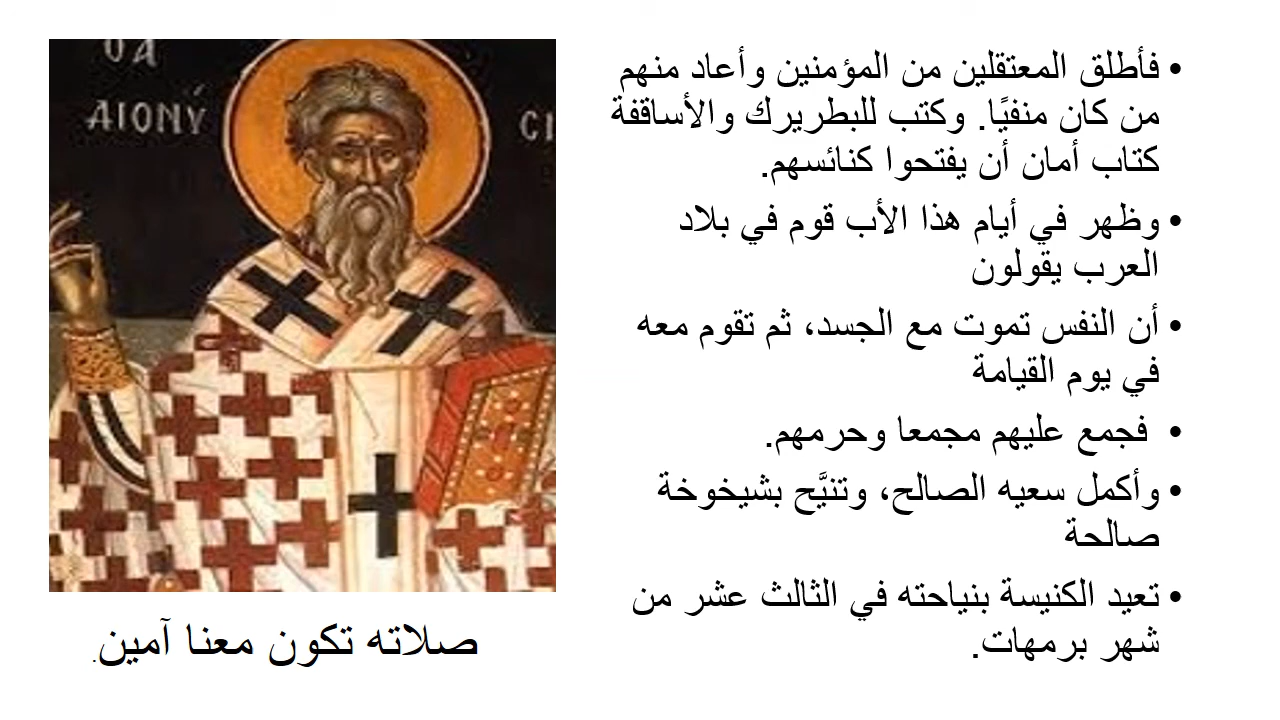 • فأطلق المعتقلين من المؤمنين وأعاد منهم
من كان منفيًا. وكتب للبطريرك والأساقفة
كتاب أمان أن يفتحوا كنائسهم.
• وظهر في أيام هذا الأب قوم في بلاد
العرب يقولون
• أن النفس تموت مع الجسد، ثم تقوم معه
في يوم القيامة
• فجمع عليهم مجمعا وحرمهم.
• وأكمل سعيه الصالح، وتنيَّح بشيخوخة
صالحة
• تعيد الكنيسة بنياحته في الثالث عشر من
شهر برمهات.
ΔΙΟΝΎ
СΙ
صلاته تكون معنا آمين.